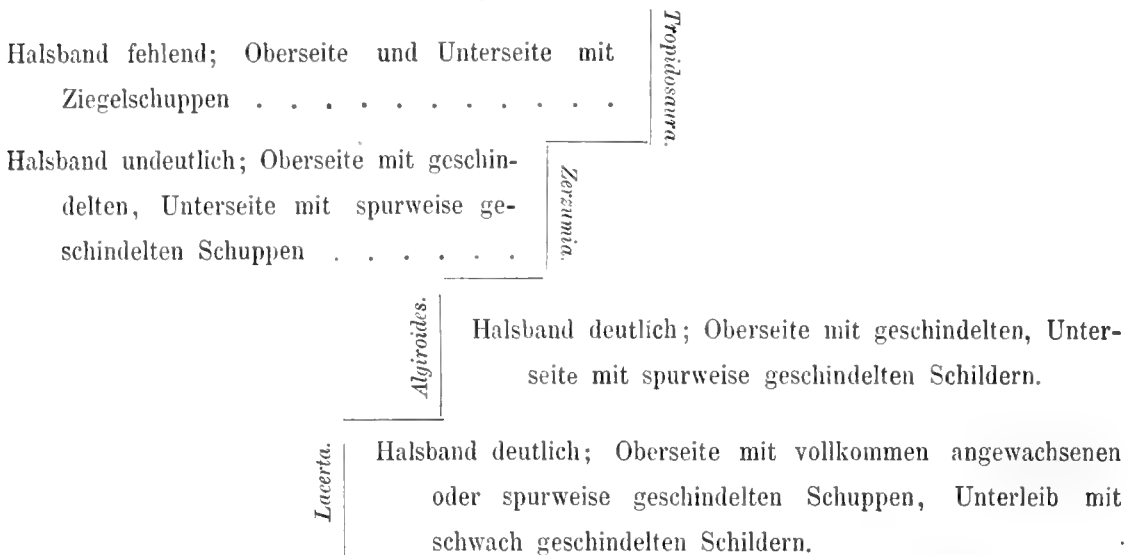 Halsband fehlend; Oberseite und Unterseite mit
Ziegelschuppen . . . . . . . . . . .
Tropidosaura.
Halsband undeutlich; Oberseite mit geschin-
delten, Unterseite mit spurweise ge-
schindelten Schuppen . . . . . .
Zerzumia.
Algiroides.
Halsband deutlich; Oberseite mit geschindelten, Unter-
seite mit spurweise geschindelten Schildern.
Lacerta.
Halsband deutlich; Oberseite mit vollkommen angewachsenen
oder spurweise geschindelten Schuppen, Unterleib mit
schwach geschindelten Schildern.